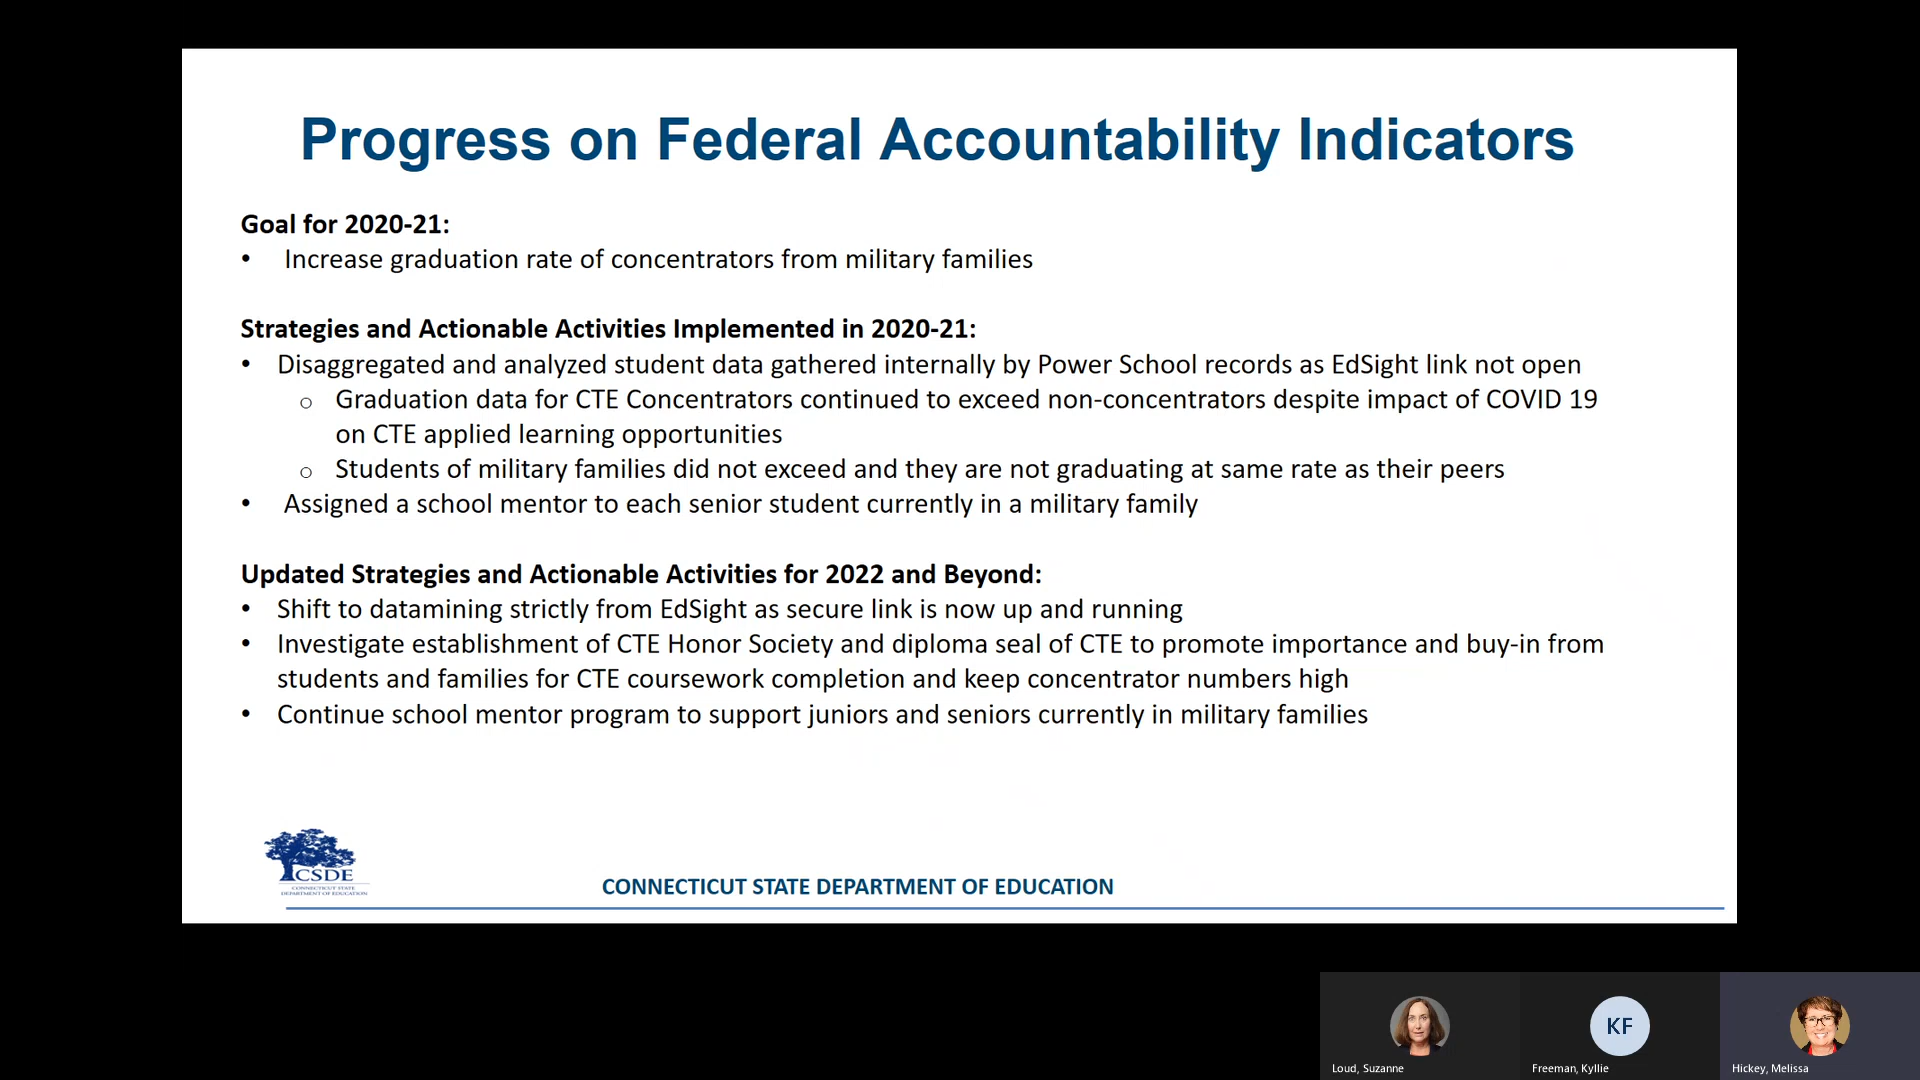 Progress on Federal Accountability Indicators
Goal for 2020-21:
• Increase graduation rate of concentrators from military families
Strategies and Actionable Activities Implemented in 2020-21:
• Disaggregated and analyzed student data gathered internally by Power School records as EdSight link not open
o Graduation data for CTE Concentrators continued to exceed non-concentrators despite impact of COVID 19
on CTE applied learning opportunities
o Students of military families did not exceed and they are not graduating at same rate as their peers
• Assigned a school mentor to each senior student currently in a military family
Updated Strategies and Actionable Activities for 2022 and Beyond:
• Shift to datamining strictly from EdSight as secure link is now up and running
• Investigate establishment of CTE Honor Society and diploma seal of CTE to promote importance and buy-in from
students and families for CTE coursework completion and keep concentrator numbers high
• Continue school mentor program to support juniors and seniors currently in military families
CSDE
CONNECTICUT STATE
DEPARTMENT OF EDUCATION
CONNECTICUT STATE DEPARTMENT OF EDUCATION
KF
Loud, Suzanne
Freeman, Kyllie
Hickey, Melissa